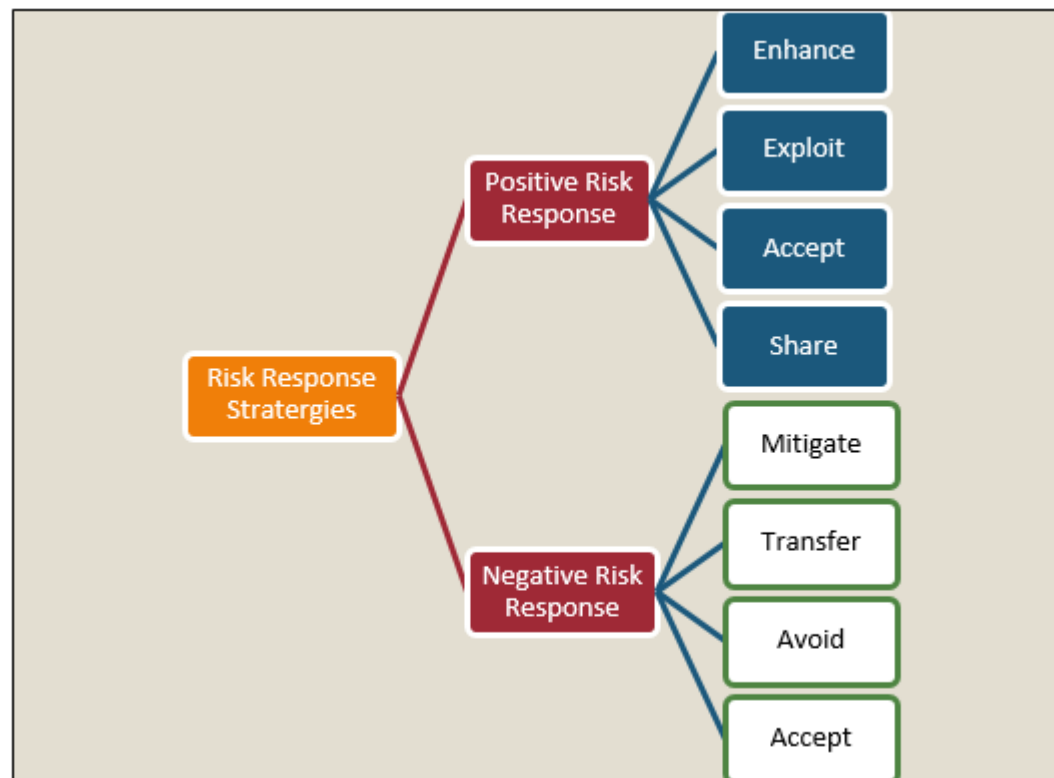 Risk Response
Stratergies
Positive Risk
Response
Enhance
Exploit
Accept
Share
Negative Risk
Response
Mitigate
Transfer
Avoid
Accept